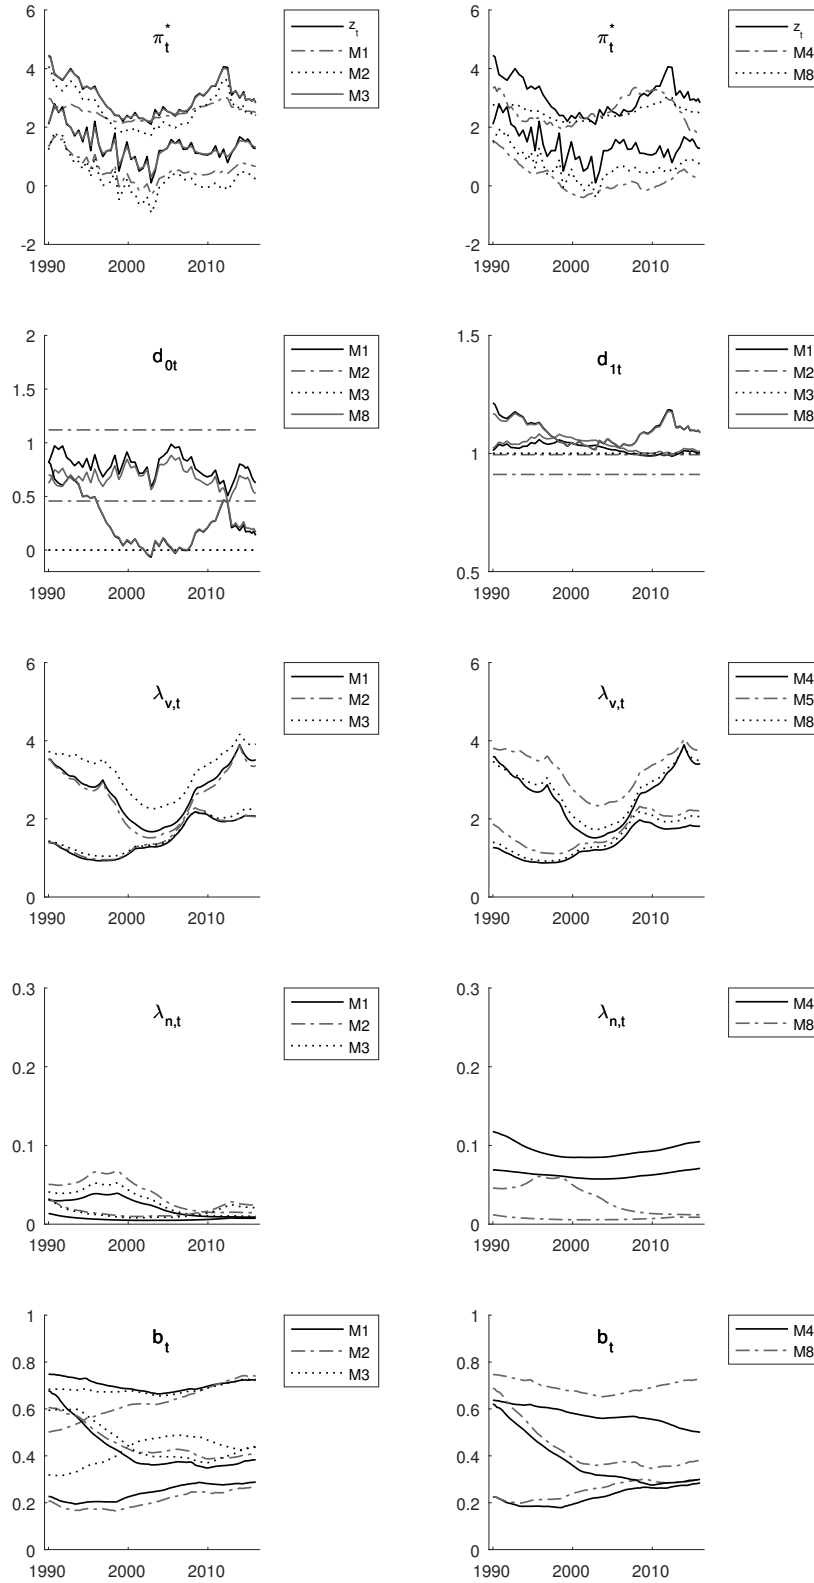 π*t
6
4
2
0
-2
1990 2000 2010
zt
M1
M2
M3
π*t
6
4
2
0
-2
1990 2000 2010
zt
M4
M8
d0t
2
1.5
1
0.5
0
1990 2000 2010
M1
M2
M3
M8
d1t
1.5
1
0.5
1990 2000 2010
M1
M2
M3
M8
λv,t
6
4
2
0
1990 2000 2010
M1
M2
M3
λv,t
6
4
2
0
1990 2000 2010
M4
M5
M8
λn,t
0.3
0.2
0.1
0
1990 2000 2010
M1
M2
M3
λn,t
0.3
0.2
0.1
0
1990 2000 2010
M4
M8
bt
1
0.8
0.6
0.4
0.2
0
1990 2000 2010
M1
M2
M3
bt
1
0.8
0.6
0.4
0.2
0
1990 2000 2010
M4
M8